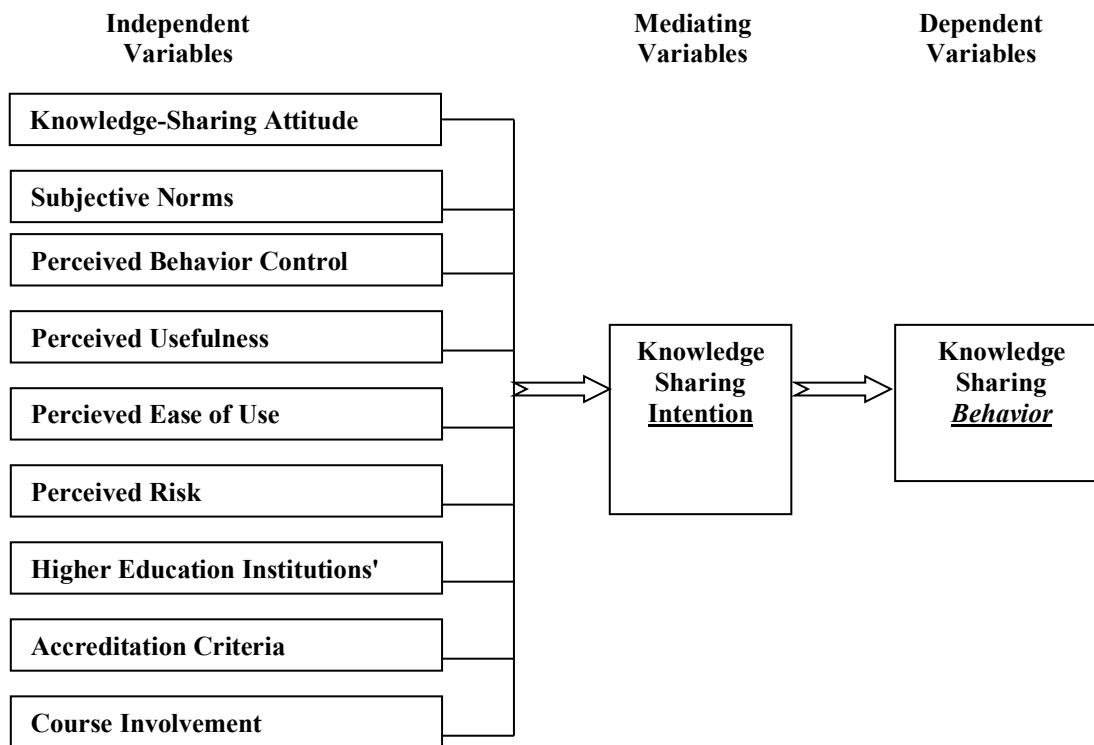 Independent
Variables
Mediating
Variables
Dependent
Variables
Knowledge-Sharing Attitude
Subjective Norms
Perceived Behavior Control
Perceived Usefulness
Percieved Ease of Use
Perceived Risk
Higher Education Institutions'
Accreditation Criteria
Course Involvement
Knowledge
Sharing
Intention
Knowledge
Sharing
Behavior